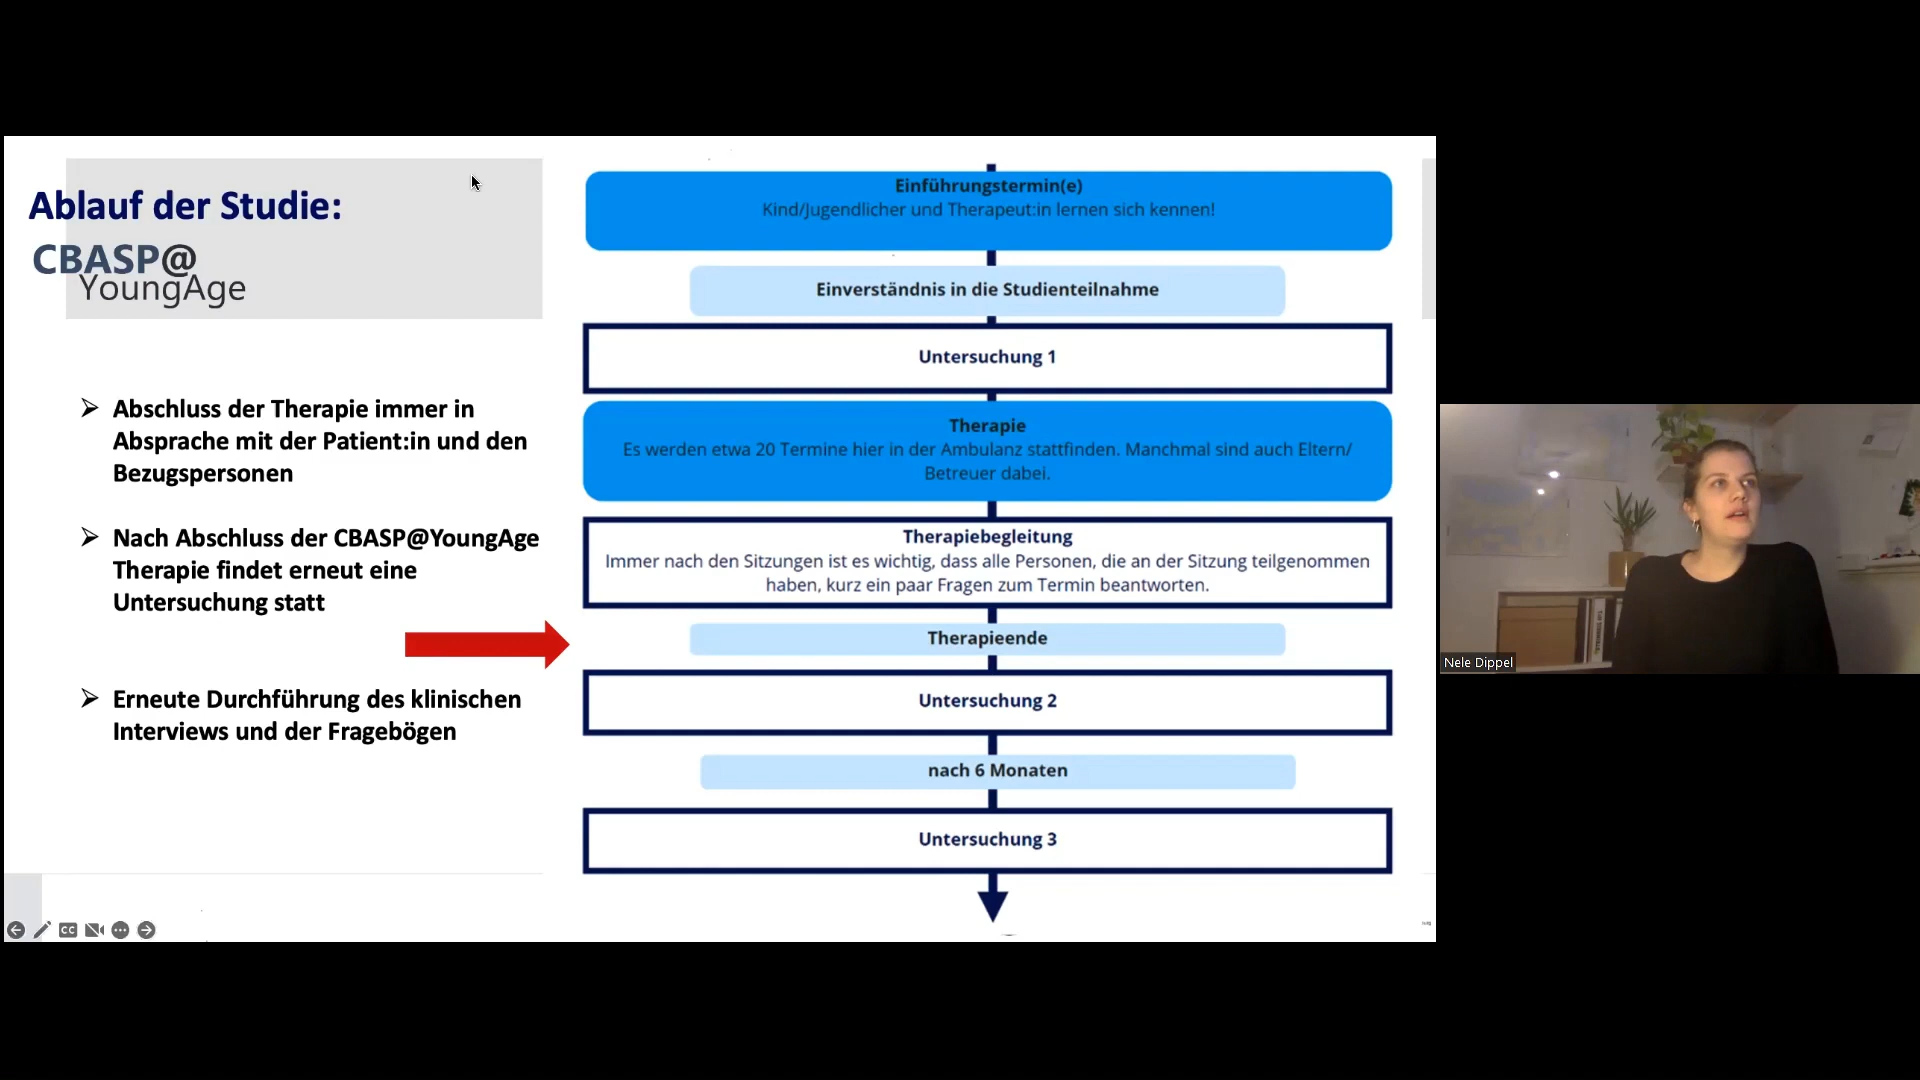 Ablauf der Studie:
CBASP@
YoungAge
Abschluss der Therapie immer in
Absprache mit der Patient:in und den
Bezugspersonen
Nach Abschluss der CBASP@YoungAge
Therapie findet erneut eine
Untersuchung statt
Erneute Durchführung des klinischen
Interviews und der Fragebögen
Einführungstermin(e)
Kind/Jugendlicher und Therapeut:in lernen sich kennen!
Einverständnis in die Studienteilnahme
Untersuchung 1
Therapie
Es werden etwa 20 Termine hier in der Ambulanz stattfinden. Manchmal sind auch Eltern/
Betreuer dabei.
Therapiebegleitung
Immer nach den Sitzungen ist es wichtig, dass alle Personen, die an der Sitzung teilgenommen
haben, kurz ein paar Fragen zum Termin beantworten.
Therapieende
Untersuchung 2
nach 6 Monaten
Untersuchung 3
CC
Nele Dippel